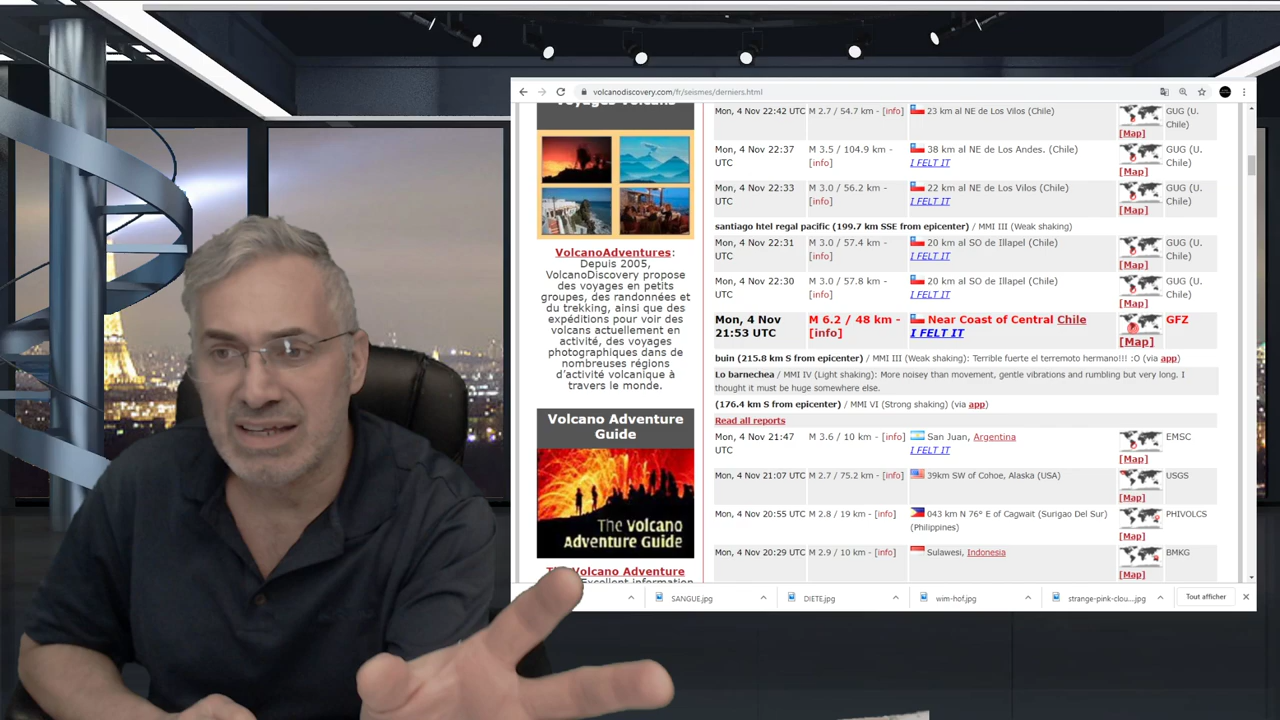 volcanodiscovery.com/fr/seismes/derniers.html
Voyages Volcans
VolcanoAdventures:
Depuis 2005,
VolcanoDiscovery propose
des voyages en petits
groupes, des randonnées et
du trekking, ainsi que des
expéditions pour voir des
volcans actuellement en
activité, des voyages
photographiques dans de
nombreuses régions
d'activité volcanique à
travers le monde.
Volcano Adventure
Guide
The volcano
Adventure Guide
Volcano Adventure
Excellent information
Mon, 4 Nov 22:42 UTC M 2.7 / 54.7 km - [info] 23 km al NE de Los Vilos (Chile) [Map] GUG (U.
Chile)
Mon, 4 Nov 22:37 M 3.5 / 104.9 km - 38 km al NE de Los Andes. (Chile) GUG (U.
UTC [info] I FELT IT [Map] Chile)
Mon, 4 Nov 22:33 M 3.0 / 56.2 km - 22 km al NE de Los Vilos (Chile) GUG (U.
UTC [info] I FELT IT [Map] Chile)
santiago htel regal pacific (199.7 km SSE from epicenter) / MMI III (Weak shaking)
Mon, 4 Nov 22:31 M 3.0 / 57.4 km - 20 km al SO de Illapel (Chile) GUG (U.
UTC [info] I FELT IT [Map] Chile)
Mon, 4 Nov 22:30 M 3.0 / 57.8 km - 20 km al SO de Illapel (Chile) GUG (U.
UTC [info] I FELT IT [Map] Chile)
Mon, 4 Nov M 6.2 / 48 km - Near Coast of Central Chile GFZ
21:53 UTC [info] I FELT IT [Map]
buin (215.8 km S from epicenter) / MMI III (Weak shaking): Terrible fuerte el terremoto hermano!!! :O (via app)
Lo barnechea / MMI IV (Light shaking): More noisey than movement, gentle vibrations and rumbling but very long. I
thought it must be huge somewhere else.
(176.4 km S from epicenter) / MMI VI (Strong shaking) (via app)
Read all reports
Mon, 4 Nov 21:47 M 3.6 / 10 km - [info] San Juan, Argentina EMSC
UTC I FELT IT [Map]
Mon, 4 Nov 21:07 UTC M 2.7 / 75.2 km - [info] 39km SW of Cohoe, Alaska (USA) USGS
[Map]
Mon, 4 Nov 20:55 UTC M 2.8 / 19 km - [info] 043 km N 76° E of Cagwait (Surigao Del Sur) PHIVOLCS
(Philippines) [Map]
Mon, 4 Nov 20:29 UTC M 2.9 / 10 km - [info] Sulawesi, Indonesia BMKG
[Map]
SANGUE.jpg DIETE.jpg wim-hof.jpg strange-pink-clou....jpg Tout afficher